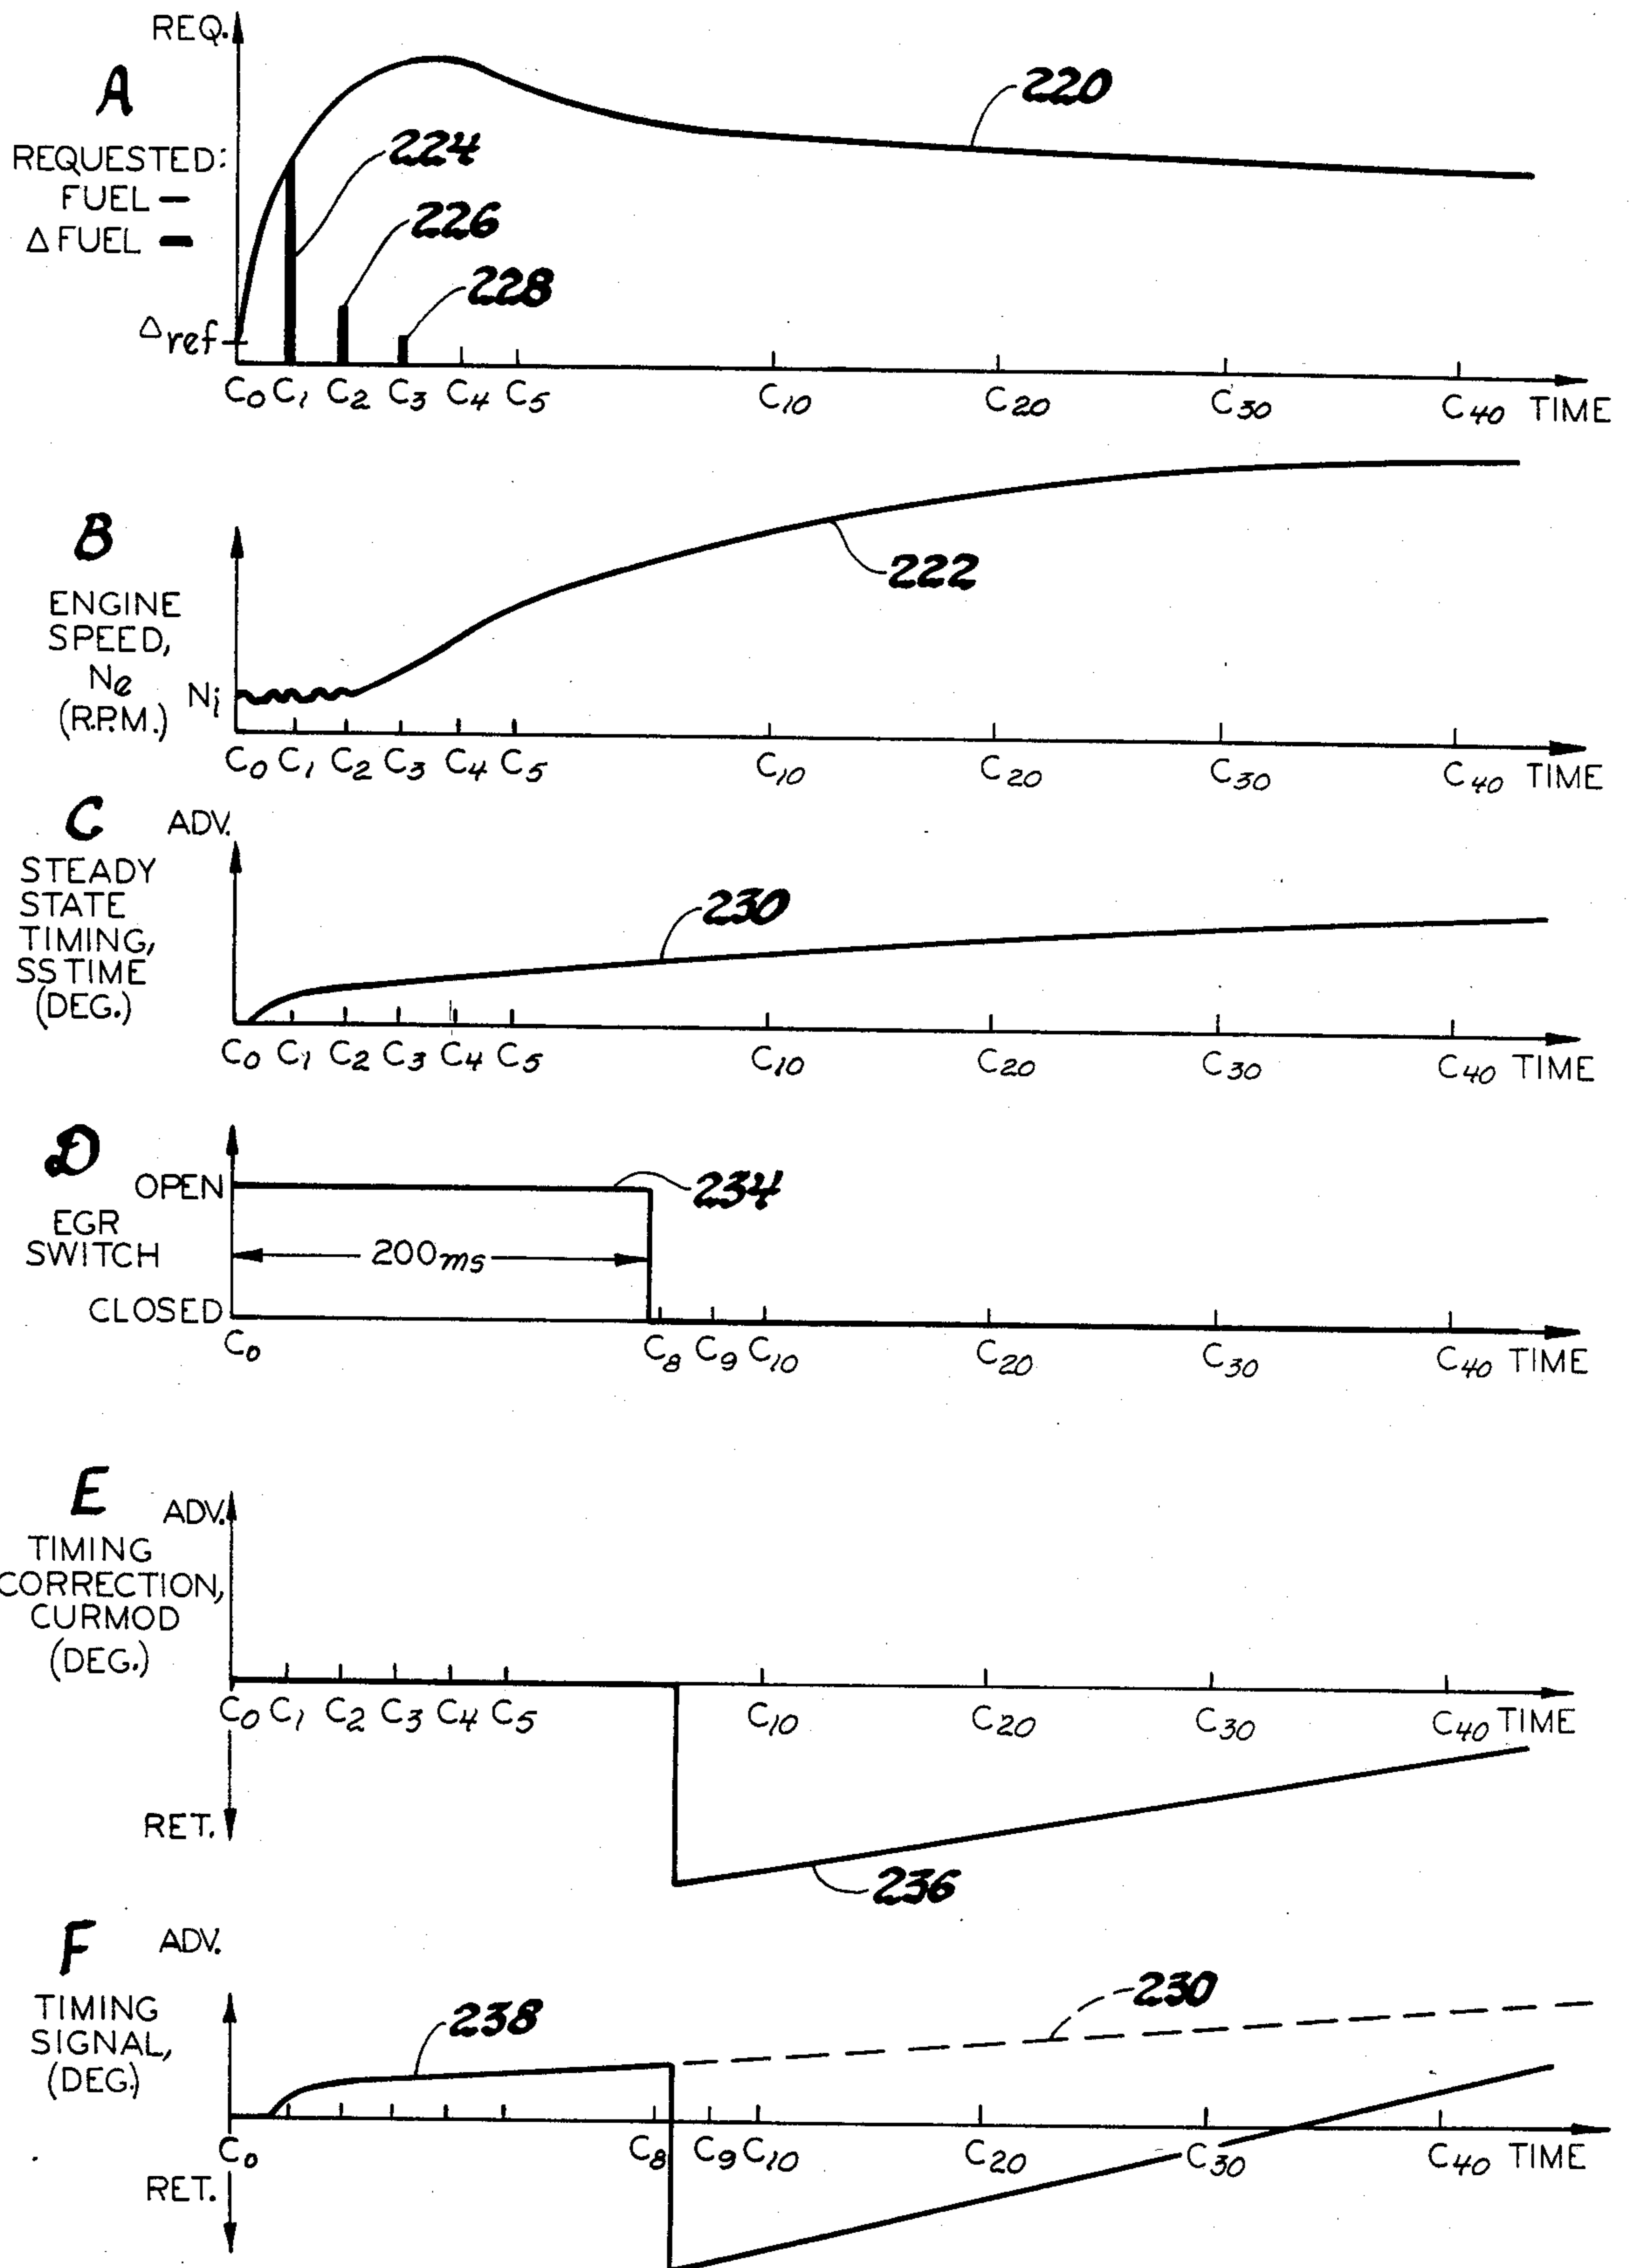 REQ.
A
REQUESTED:
FUEL —
Δ FUEL —
Δref
220
224
226
228
C0 C1 C2 C3 C4 C5 C10 C20 C30 C40 TIME
B
ENGINE
SPEED,
Ne
(R.P.M.)
Ni
222
C0 C1 C2 C3 C4 C5 C10 C20 C30 C40 TIME
C ADV.
STEADY
STATE
TIMING,
SSTIME
(DEG.)
230
C0 C1 C2 C3 C4 C5 C10 C20 C30 C40 TIME
D
OPEN
EGR
SWITCH
CLOSED
234
200ms
C0 C8 C9 C10 C20 C30 C40 TIME
E ADV.
TIMING
CORRECTION,
CURMOD
(DEG.)
C0 C1 C2 C3 C4 C5 C10 C20 C30 C40 TIME
RET.
236
F ADV.
TIMING
SIGNAL,
(DEG.)
238
230
C0 C8 C9 C10 C20 C30 C40 TIME
RET.